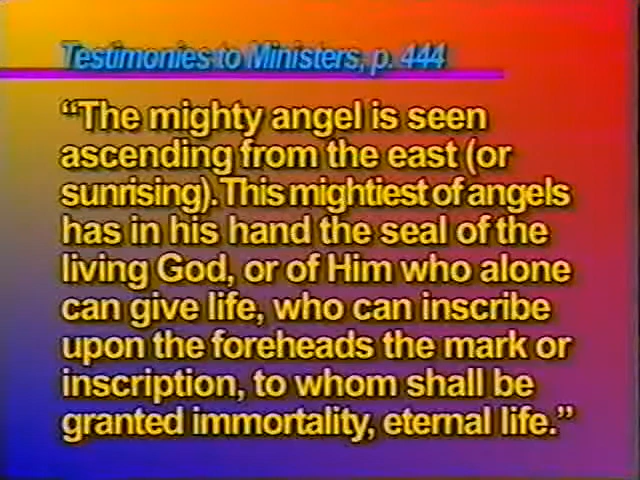 Testimonies to Ministers, p. 444
“The mighty angel is seen
ascending from the east (or
sunrising). This mightiest of angels
has in his hand the seal of the
living God, or of Him who alone
can give life, who can inscribe
upon the foreheads the mark or
inscription, to whom shall be
granted immortality, eternal life.”